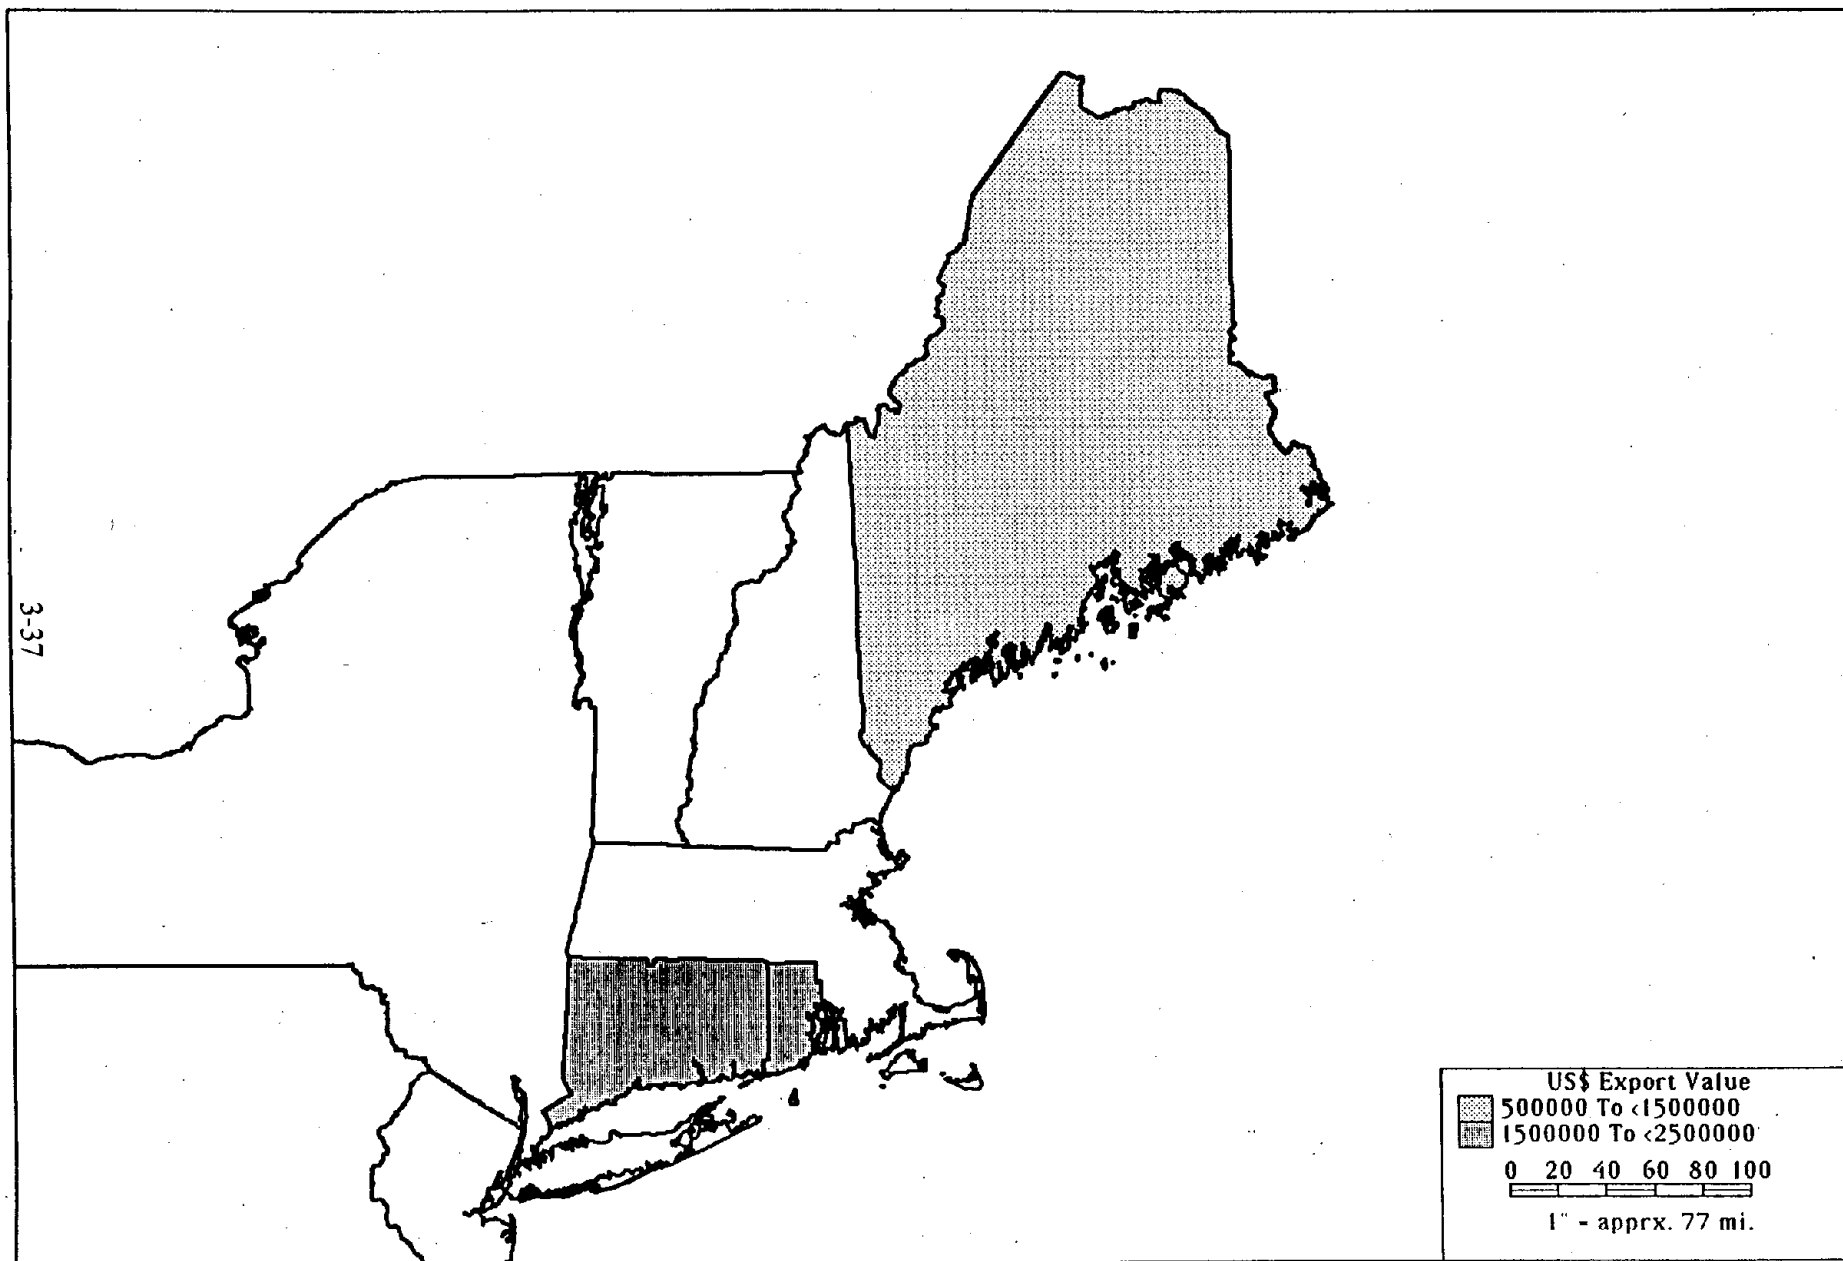 3-37
US$ Export Value
500000 To <1500000
1500000 To <2500000
0 20 40 60 80 100
1" - apprx. 77 mi.